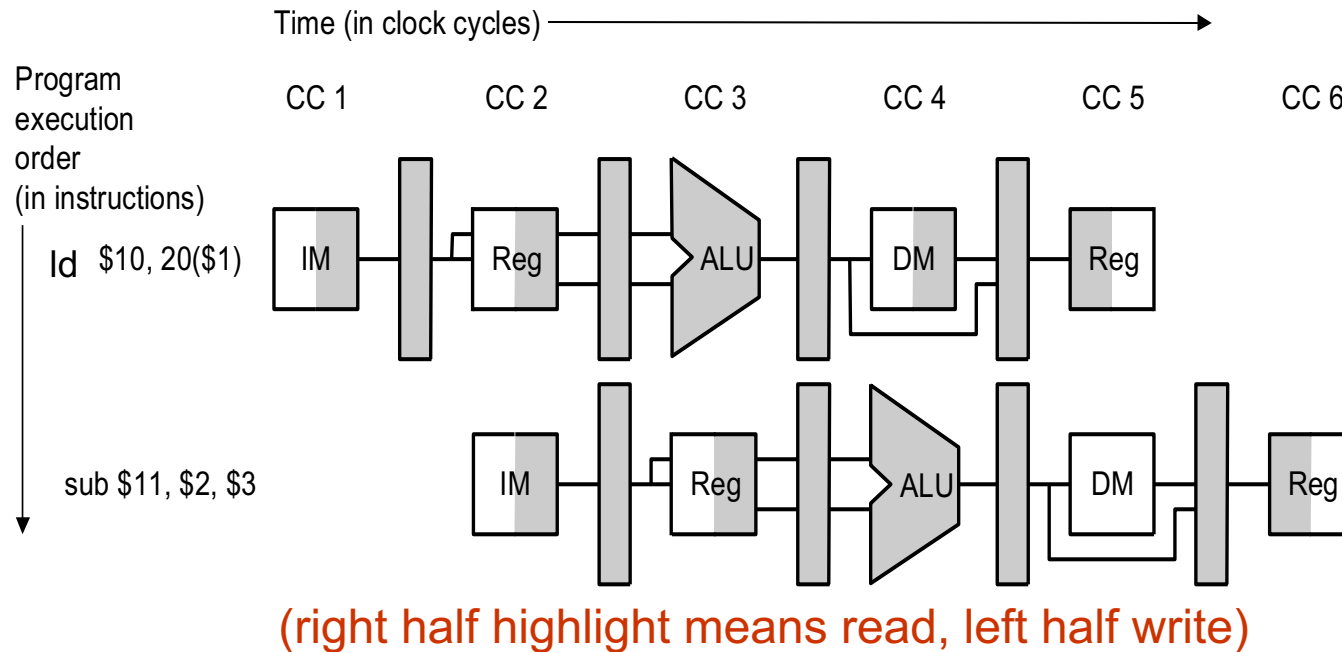 Time (in clock cycles)
Program
execution
order
(in instructions)
CC 1 CC 2 CC 3 CC 4 CC 5 CC 6
ld $10, 20($1)
IM Reg ALU DM Reg
sub $11, $2, $3
IM Reg ALU DM Reg
(right half highlight means read, left half write)